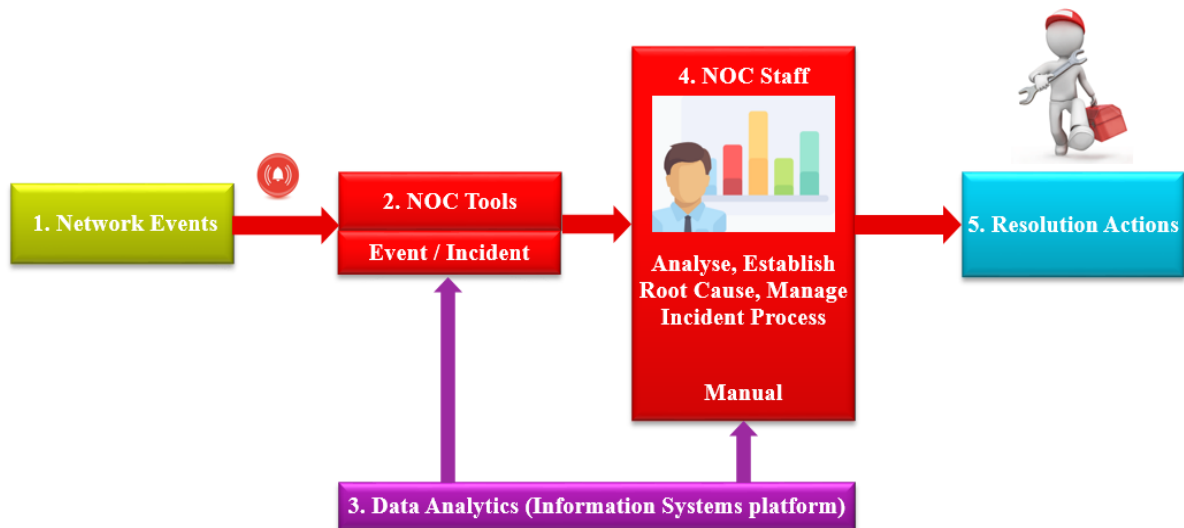 1. Network Events
2. NOC Tools
Event / Incident
3. Data Analytics (Information Systems platform)
4. NOC Staff
Analyse, Establish
Root Cause, Manage
Incident Process
Manual
5. Resolution Actions